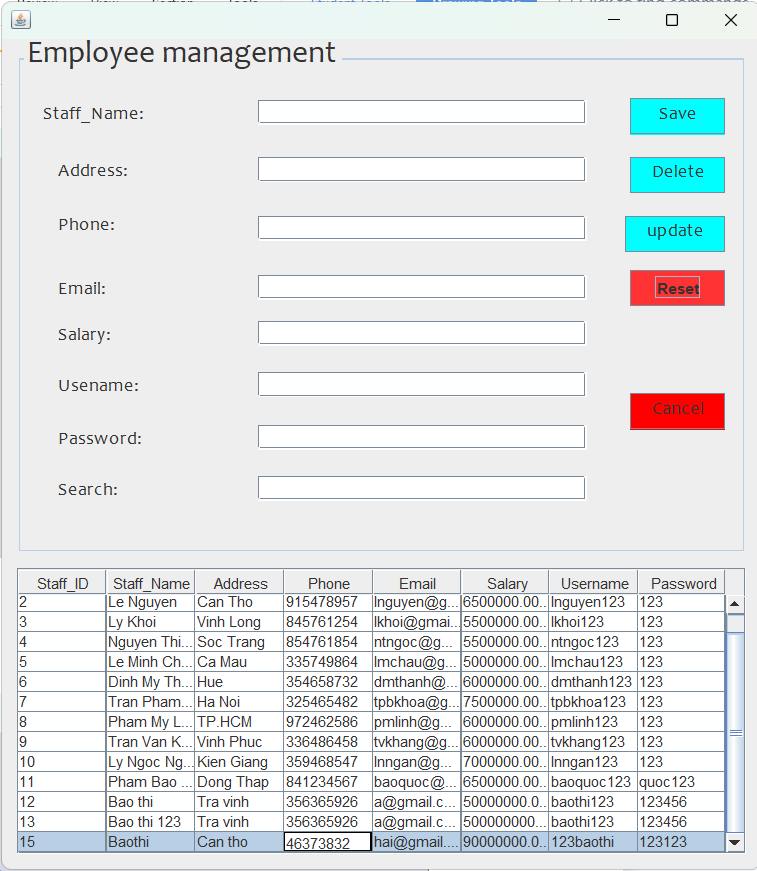 Employee management
Staff_Name:
Save
Address:
Delete
Phone:
update
Email:
Reset
Salary:
Usename:
Cancel
Password:
Search:
Staff_ID Staff_Name Address Phone Email Salary Username Password
2 Le Nguyen Can Tho 915478957 lnguyen@g... 6500000.00... lnguyen123 123
3 Ly Khoi Vinh Long 845761254 lkhoi@gmai... 5500000.00... lkhoi123 123
4 Nguyen Thi... Soc Trang 854761854 ntngoc@g... 5500000.00... ntngoc123 123
5 Le Minh Ch... Ca Mau 335749864 lmchau@g... 5000000.00... lmchau123 123
6 Dinh My Th... Hue 354658732 dmthanh@... 6000000.00... dmthanh123 123
7 Tran Pham... Ha Noi 325465482 tpbkhoa@g... 7500000.00... tpbkhoa123 123
8 Pham My L... TP.HCM 972462586 pmlinh@g... 6000000.00... pmlinh123 123
9 Tran Van K... Vinh Phuc 336486458 tvkhang@g... 6000000.00... tvkhang123 123
10 Ly Ngoc Ng... Kien Giang 359468547 lnngan@g... 7000000.00... lnngan123 123
11 Pham Bao ... Dong Thap 841234567 baoquoc@... 6500000.00... baoquoc123 quoc123
12 Bao thi Tra vinh 356365926 a@gmail.c... 50000000.0... baothi123 123456
13 Bao thi 123 Tra vinh 356365926 a@gmail.c... 500000000... baothi123 123456
15 Baothi Can tho 46373832 hai@gmail.... 90000000.0... 123baothi 123123